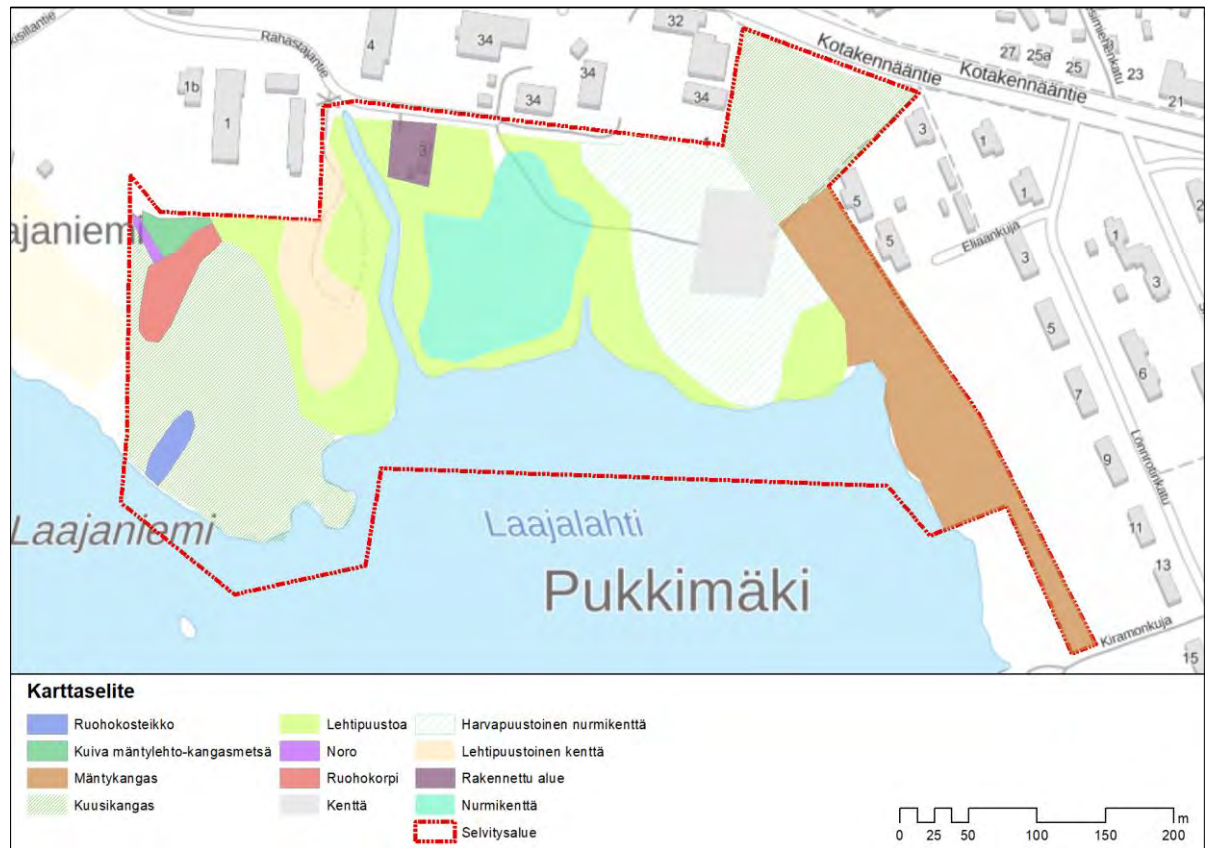 Rahastajantie
4
34
32
Kotakennääntie
Kotakennääntie
27
25a
25
23
21
1b
1
34
34
34
3
3
1
1
5
5
Eliaankuja
3
1
3
5
6
7
9
Lönnrotinkatu
11
13
15
Kiramonkuja
ajaniemi
Laajaniemi
Laajalahti
Pukkimäki
Karttaselite
Ruohokosteikko
Kuiva mäntylehto-kangasmetsä
Mäntykangas
Kuusikangas
Lehtipuustoa
Noro
Ruohokorpi
Kenttä
Harvapuustoinen nurmikenttä
Lehtipuustoinen kenttä
Rakennettu alue
Nurmikenttä
Selvitysalue
0 25 50 100 150 200 m